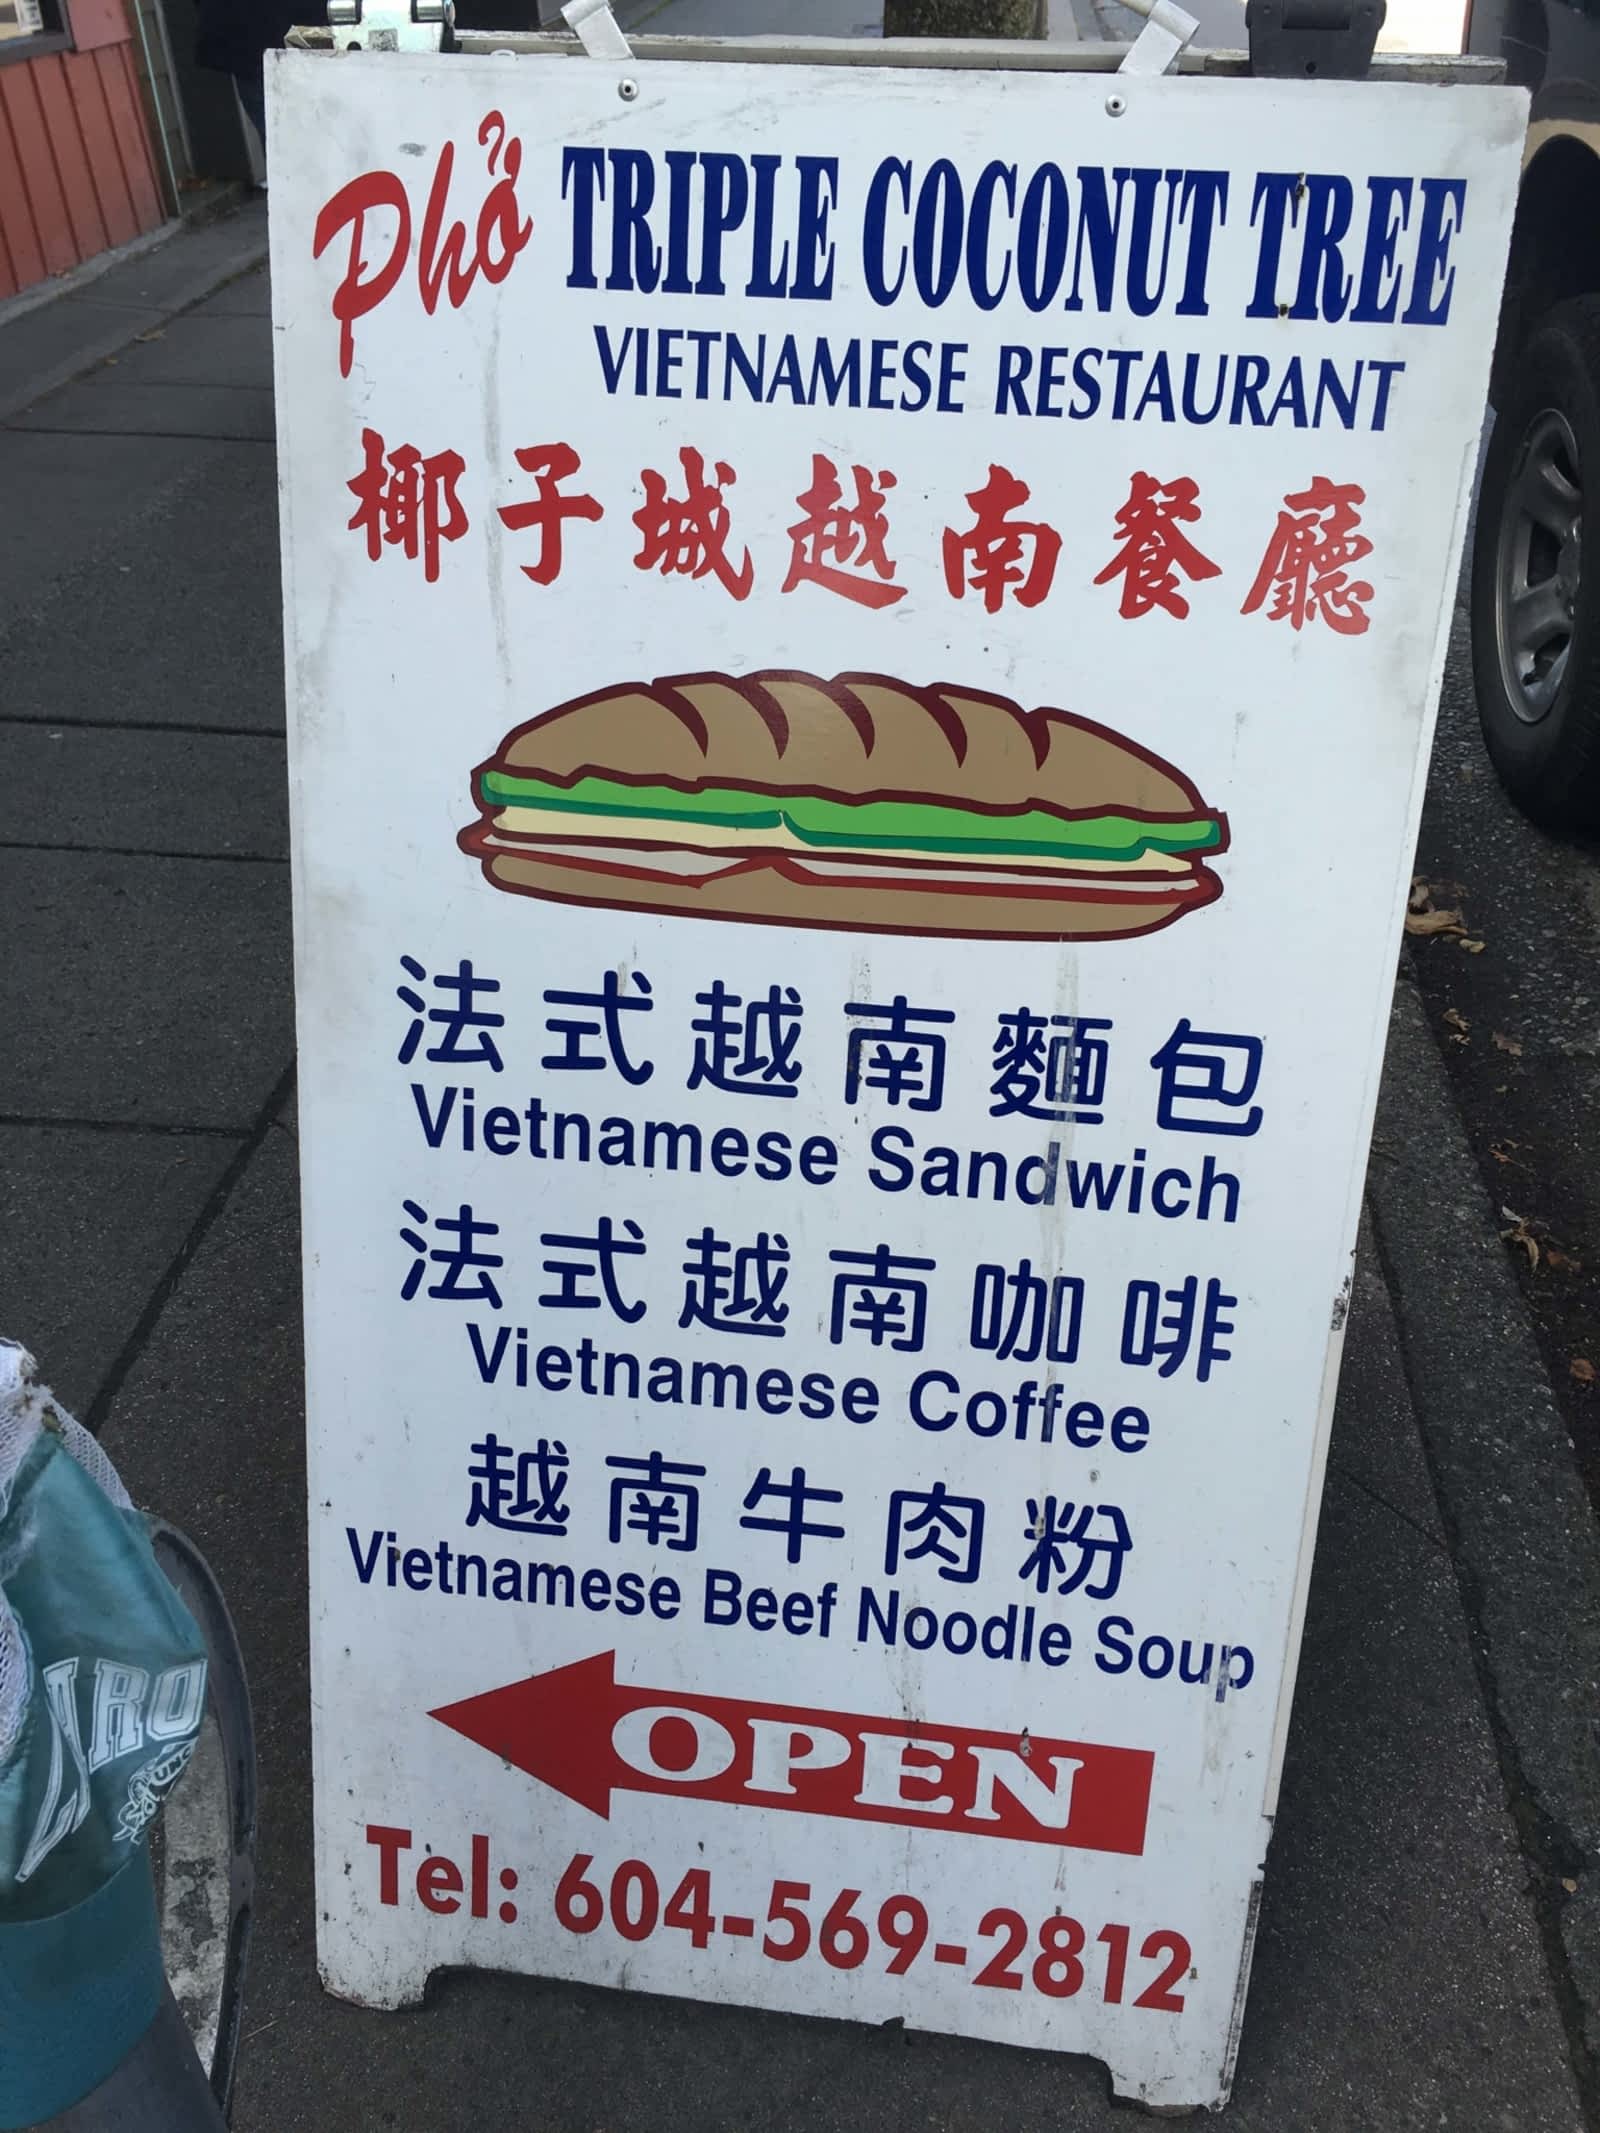 Phở TRIPLE COCONUT TREE
VIETNAMESE RESTAURANT
椰子城越南餐廳
法式越南麵包
Vietnamese Sandwich
法式越南咖啡
Vietnamese Coffee
越南牛肉粉
Vietnamese Beef Noodle Soup
OPEN
Tel: 604-569-2812